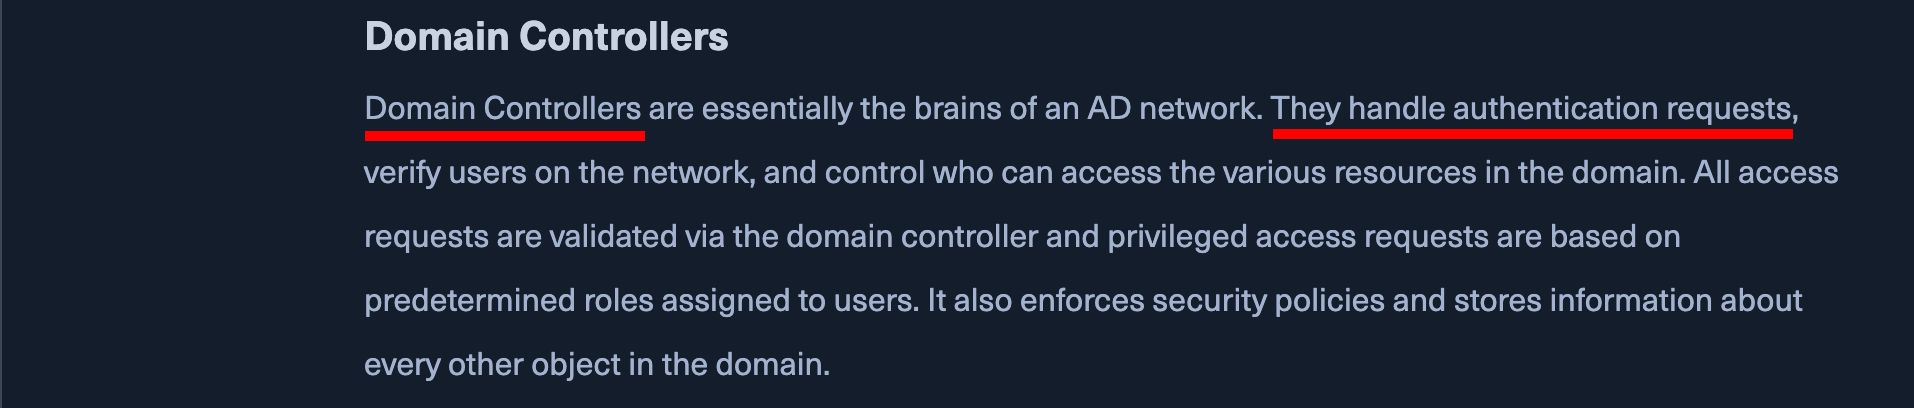 Domain Controllers
Domain Controllers are essentially the brains of an AD network. They handle authentication requests,
verify users on the network, and control who can access the various resources in the domain. All access
requests are validated via the domain controller and privileged access requests are based on
predetermined roles assigned to users. It also enforces security policies and stores information about
every other object in the domain.